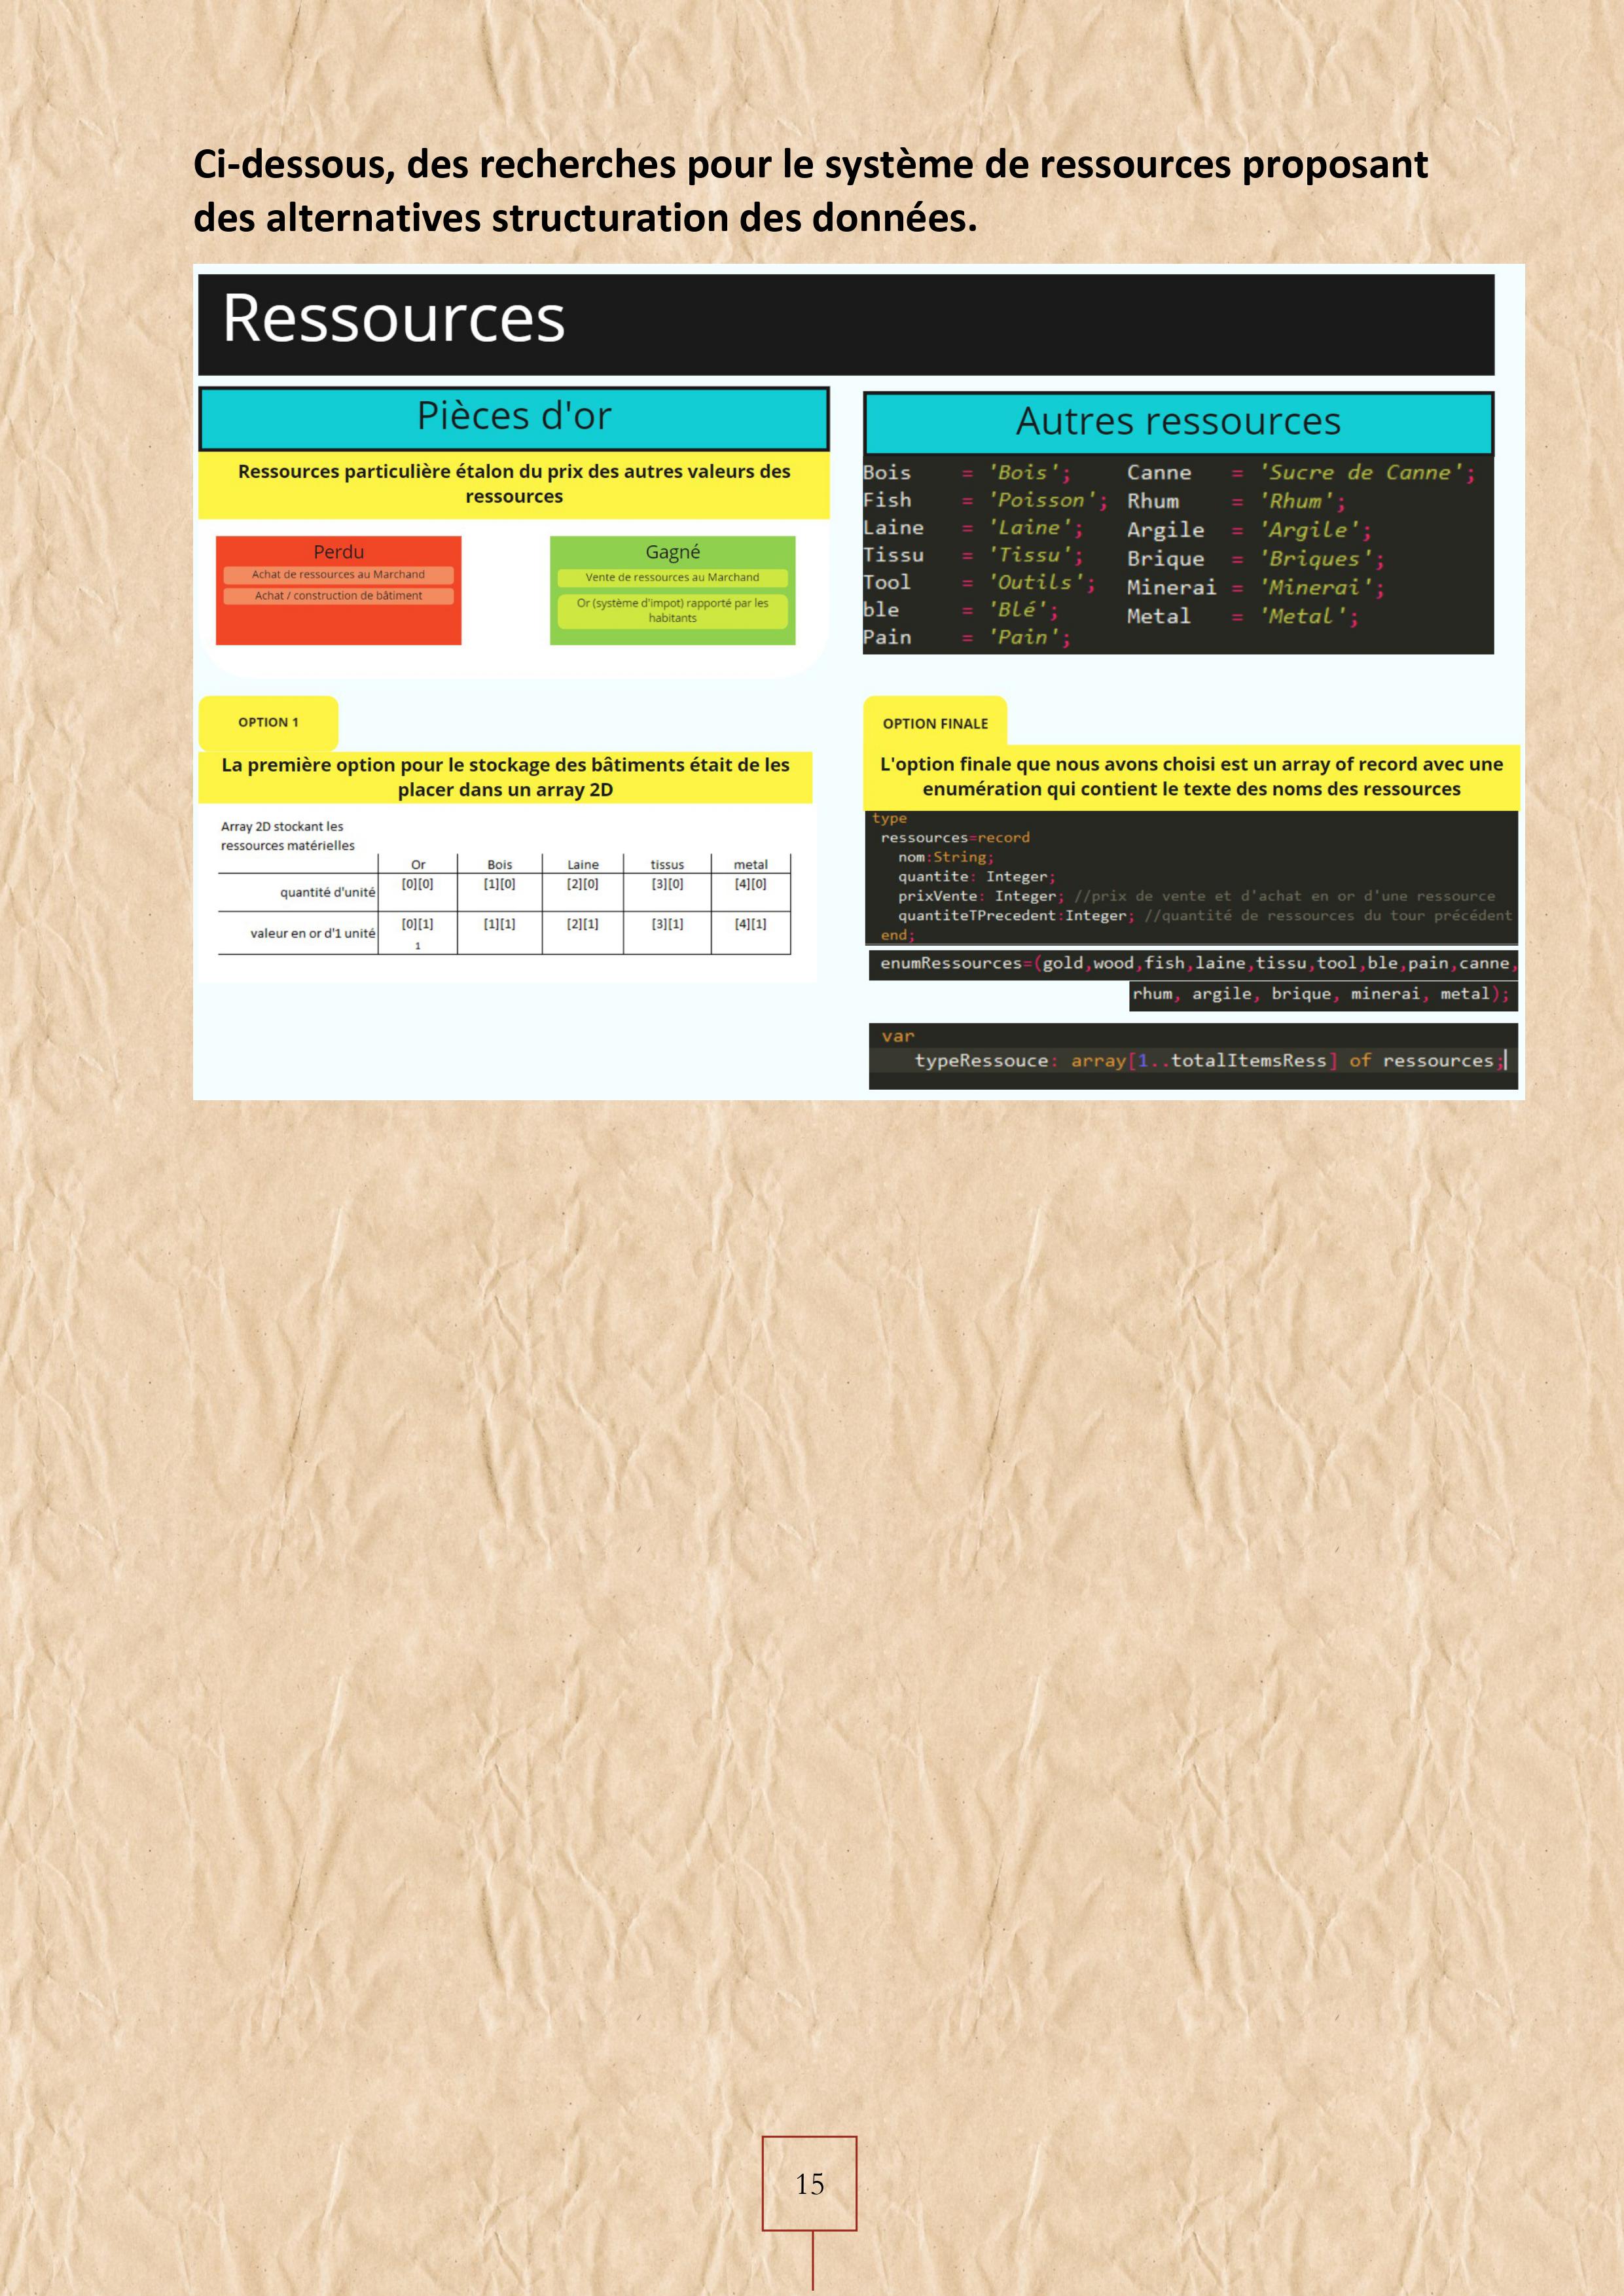 Ci-dessous, des recherches pour le système de ressources proposant
des alternatives structuration des données.
Ressources
Pièces d'or
Ressources particulière étalon du prix des autres valeurs des
ressources
Perdu
Achat de ressources au Marchand
Achat / construction de bâtiment
Gagné
Vente de ressources au Marchand
Or (système d'impot) rapporté par les
habitants
Autres ressources
Bois = 'Bois';
Fish = 'Poisson';
Laine = 'Laine';
Tissu = 'Tissu';
Tool = 'Outils';
ble = 'Blé';
Pain = 'Pain';
Canne = 'Sucre de Canne';
Rhum = 'Rhum';
Argile = 'Argile';
Brique = 'Briques';
Minerai = 'Minerai';
Metal = 'Metal';
OPTION 1
La première option pour le stockage des bâtiments était de les
placer dans un array 2D
Array 2D stockant les
ressources matérielles
Or Bois Laine tissus metal
quantité d'unité [0][0] [1][0] [2][0] [3][0] [4][0]
valeur en or d'1 unité [0][1] [1][1] [2][1] [3][1] [4][1]
1
OPTION FINALE
L'option finale que nous avons choisi est un array of record avec une
enumération qui contient le texte des noms des ressources
type
ressources=record
nom:String;
quantite: Integer;
prixVente: Integer; //prix de vente et d'achat en or d'une ressource
quantiteTPrecedent:Integer; //quantité de ressources du tour précédent
end;
enumRessources=(gold,wood,fish,laine,tissu,tool,ble,pain,canne,
rhum, argile, brique, minerai, metal);
var
typeRessouce: array[1..totalItemsRess] of ressources;
15